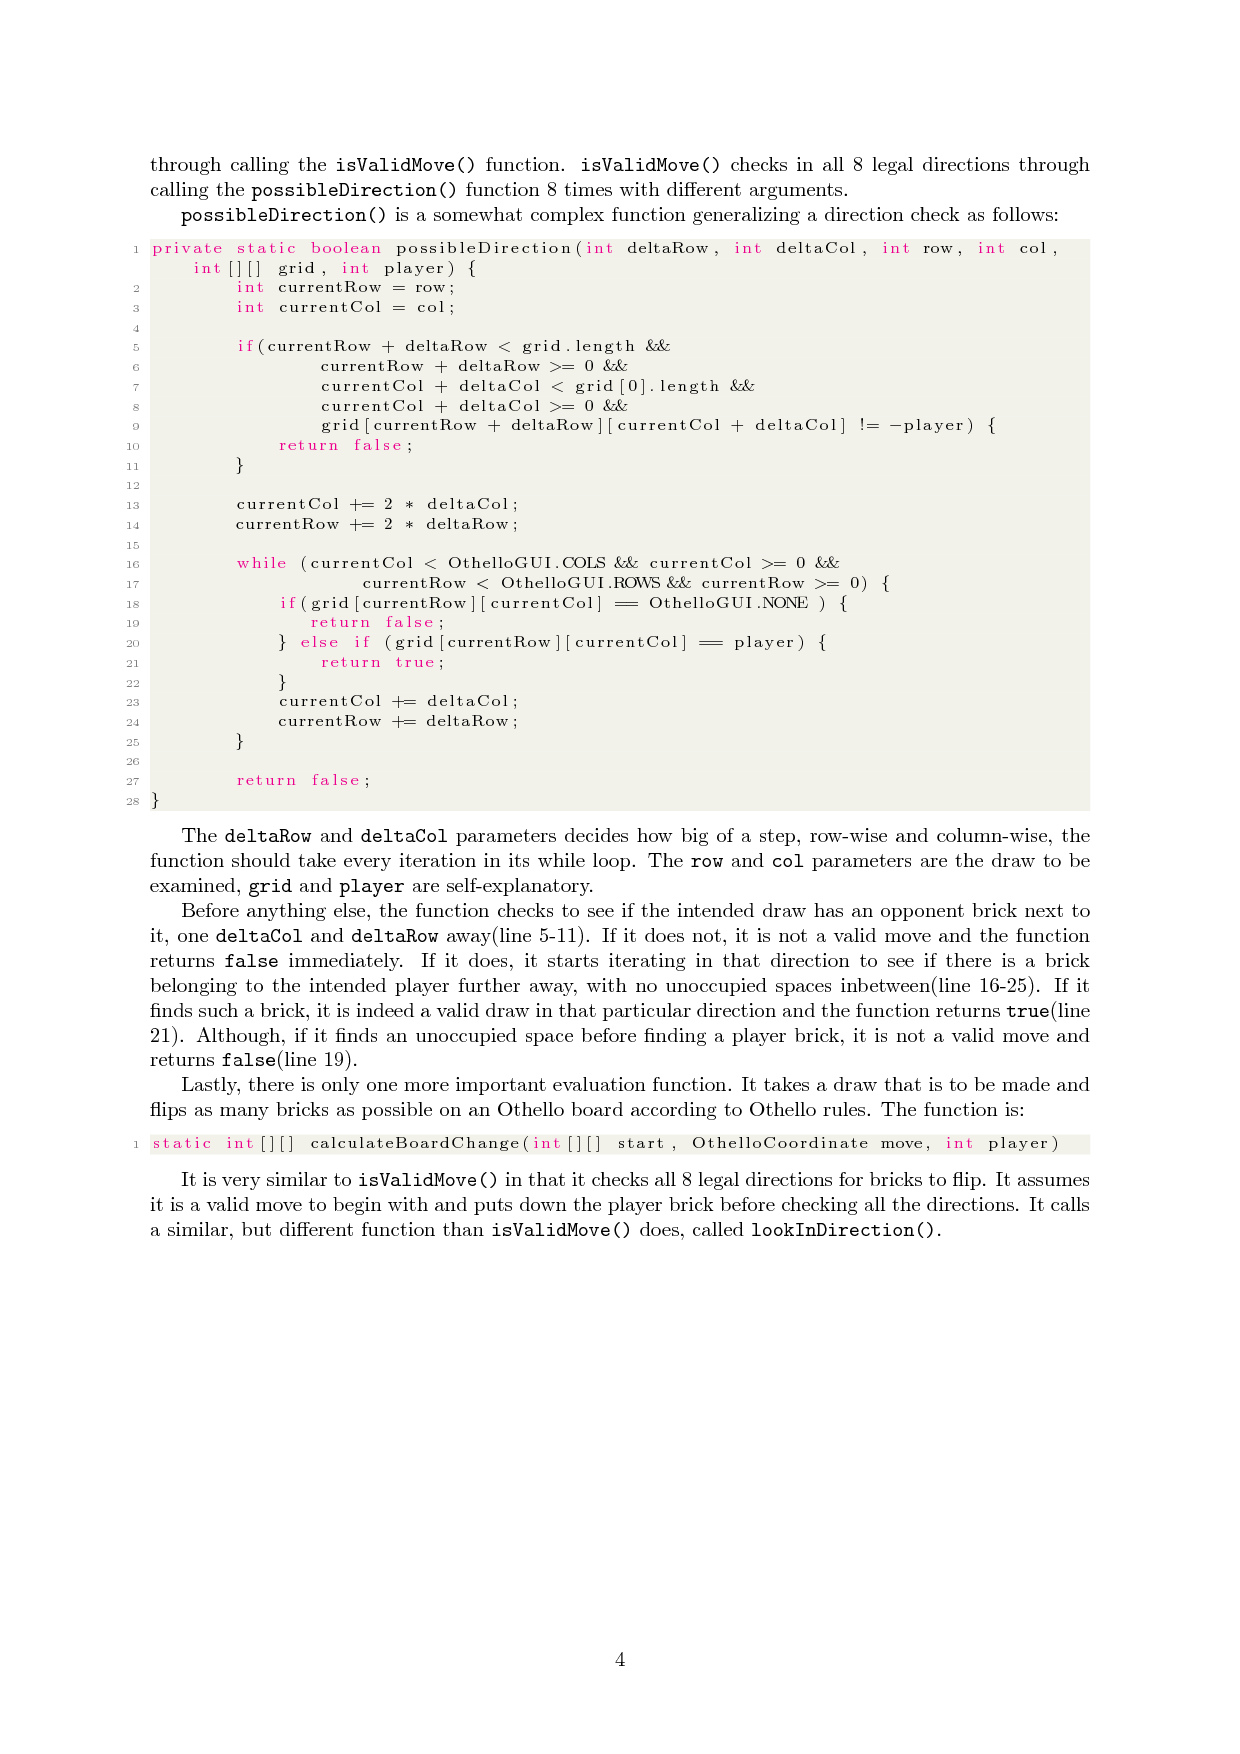 through calling the isValidMove() function. isValidMove() checks in all 8 legal directions through
calling the possibleDirection() function 8 times with different arguments.
possibleDirection() is a somewhat complex function generalizing a direction check as follows:
1 private static boolean possibleDirection(int deltaRow, int deltaCol, int row, int col,
int[][] grid, int player) {
2 int currentRow = row;
3 int currentCol = col;
4
5 if(currentRow + deltaRow < grid.length &&
6 currentRow + deltaRow >= 0 &&
7 currentCol + deltaCol < grid[0].length &&
8 currentCol + deltaCol >= 0 &&
9 grid[currentRow + deltaRow][currentCol + deltaCol] != -player) {
10 return false;
11 }
12
13 currentCol += 2 * deltaCol;
14 currentRow += 2 * deltaRow;
15
16 while (currentCol < OthelloGUI.COLS && currentCol >= 0 &&
17 currentRow < OthelloGUI.ROWS && currentRow >= 0) {
18 if(grid[currentRow][currentCol] == OthelloGUI.NONE ) {
19 return false;
20 } else if (grid[currentRow][currentCol] == player) {
21 return true;
22 }
23 currentCol += deltaCol;
24 currentRow += deltaRow;
25 }
26
27 return false;
28 }
The deltaRow and deltaCol parameters decides how big of a step, row-wise and column-wise, the
function should take every iteration in its while loop. The row and col parameters are the draw to be
examined, grid and player are self-explanatory.
Before anything else, the function checks to see if the intended draw has an opponent brick next to
it, one deltaCol and deltaRow away(line 5-11). If it does not, it is not a valid move and the function
returns false immediately. If it does, it starts iterating in that direction to see if there is a brick
belonging to the intended player further away, with no unoccupied spaces inbetween(line 16-25). If it
finds such a brick, it is indeed a valid draw in that particular direction and the function returns true(line
21). Although, if it finds an unoccupied space before finding a player brick, it is not a valid move and
returns false(line 19).
Lastly, there is only one more important evaluation function. It takes a draw that is to be made and
flips as many bricks as possible on an Othello board according to Othello rules. The function is:
1 static int[][] calculateBoardChange(int[][] start, OthelloCoordinate move, int player)
It is very similar to isValidMove() in that it checks all 8 legal directions for bricks to flip. It assumes
it is a valid move to begin with and puts down the player brick before checking all the directions. It calls
a similar, but different function than isValidMove() does, called lookInDirection().
4